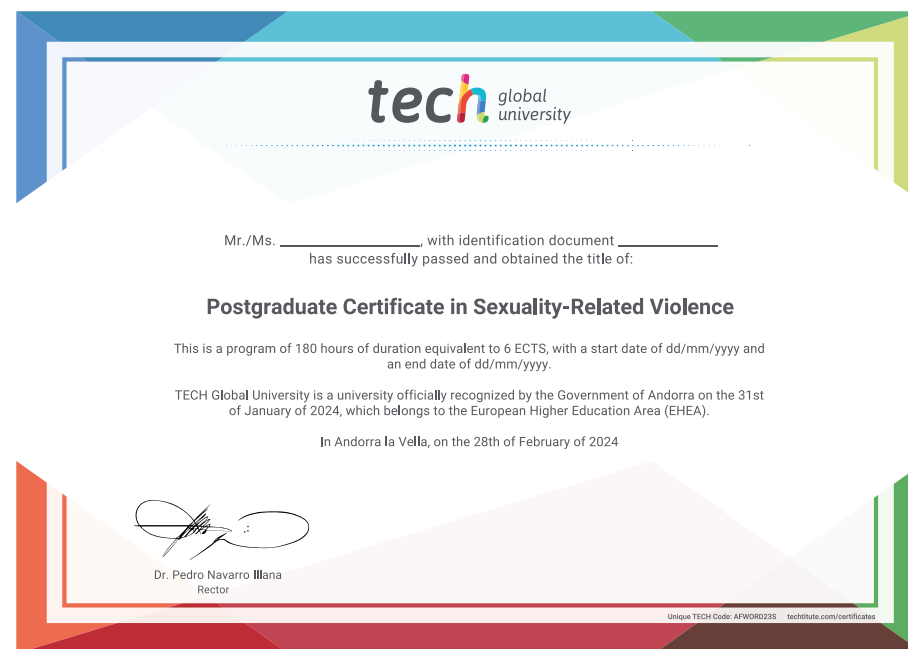 tech global university
Mr./Ms. ____________, with identification document ____________
has successfully passed and obtained the title of:
Postgraduate Certificate in Sexuality-Related Violence
This is a program of 180 hours of duration equivalent to 6 ECTS, with a start date of dd/mm/yyyy and
an end date of dd/mm/yyyy.
TECH Global University is a university officially recognized by the Government of Andorra on the 31st
of January of 2024, which belongs to the European Higher Education Area (EHEA).
In Andorra la Vella, on the 28th of February of 2024
Dr. Pedro Navarro Illana
Rector
Unique TECH Code: AFWORD23S techtitute.com/certificates